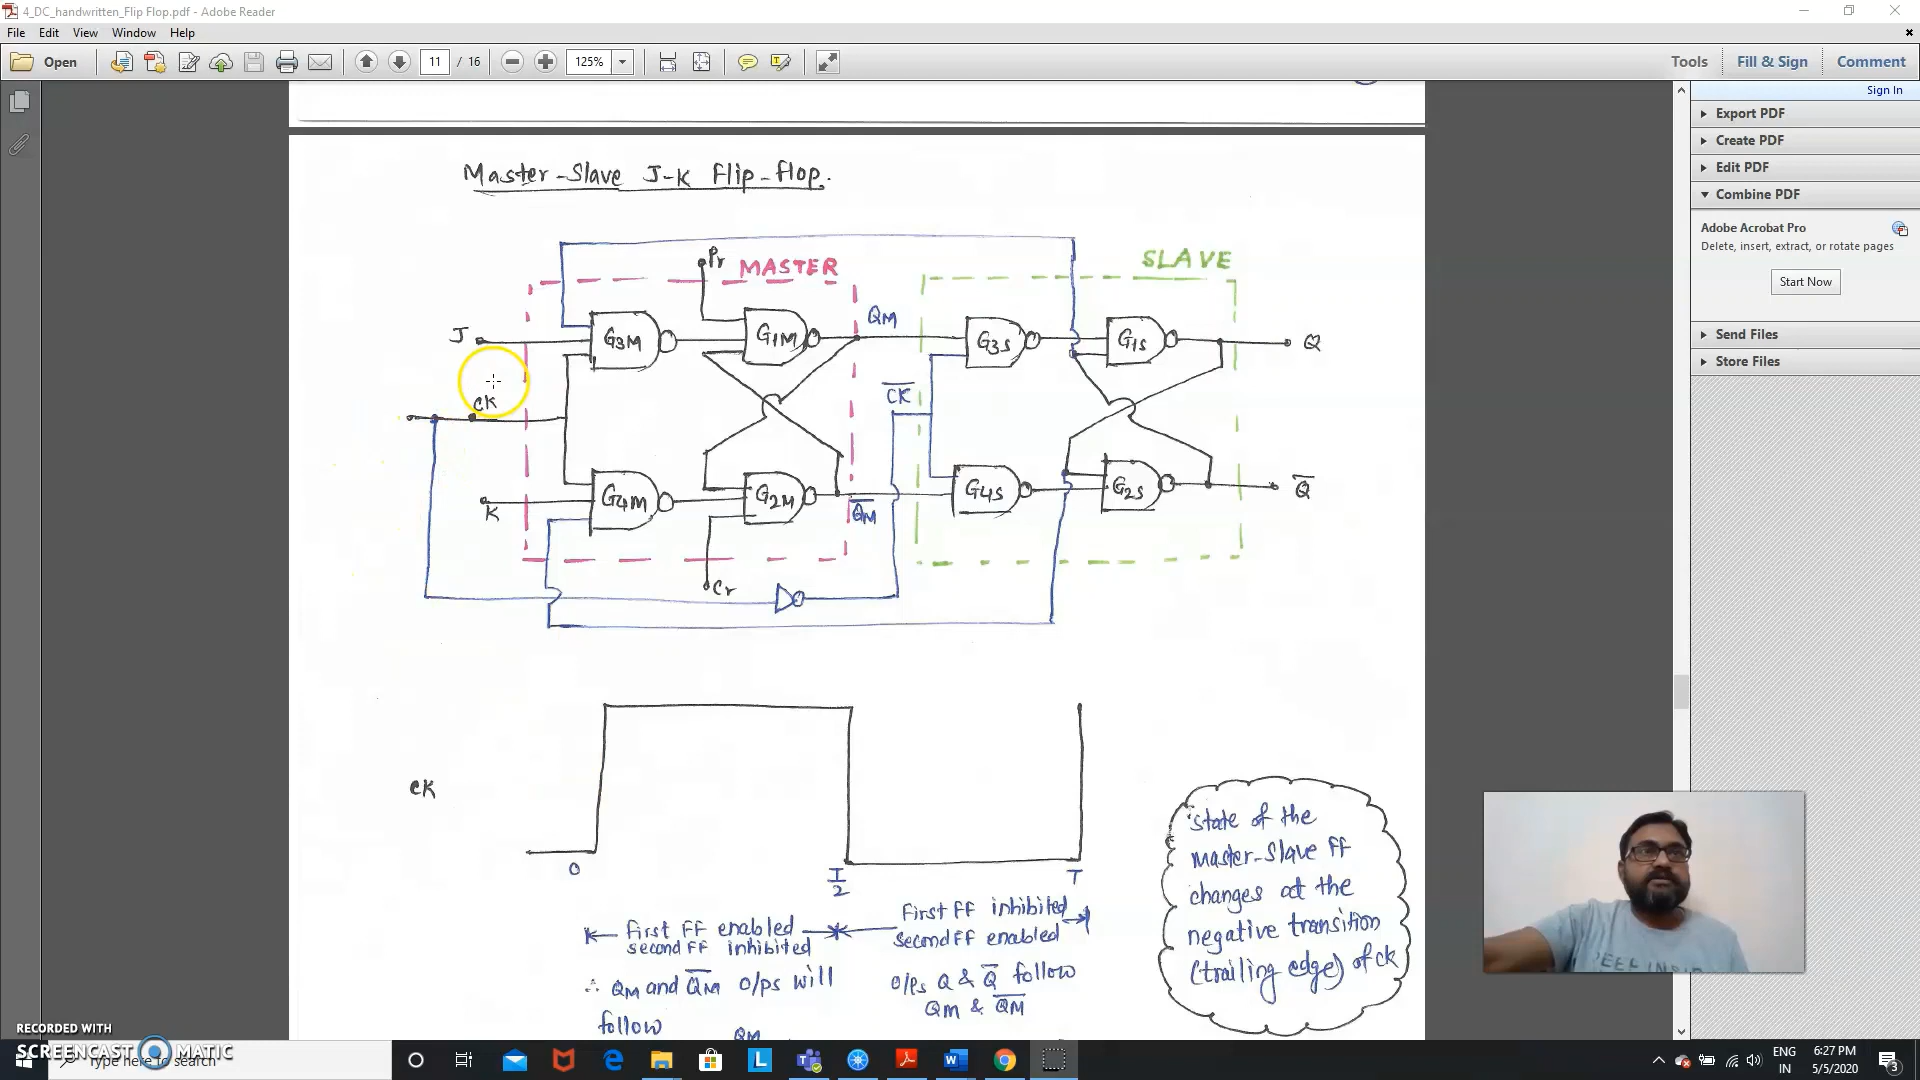 4_DC_handwritten_Flip Flop.pdf - Adobe Reader
File Edit View Window Help
Open 11 / 16 125% Tools Fill & Sign Comment
Sign In
Export PDF
Create PDF
Edit PDF
Combine PDF
Adobe Acrobat Pro
Delete, insert, extract, or rotate pages
Start Now
Send Files
Store Files
Master-Slave J-K Flip-flop.
Pr MASTER SLAVE
J G3M G1M QM G3S G1S Q
CK C̅K̅
K G4M G2M Q̅M̅ G4S G2S Q̅
Cr
CK
0 T/2 T
First FF enabled
second FF inhibited
∴ QM and Q̅M̅ o/ps will
follow
QM
First FF inhibited
second FF enabled
o/ps Q & Q̅ follow
QM & Q̅M̅
State of the
master-slave FF
changes at the
negative transition
(trailing edge) of ck
RECORDED WITH
SCREENCAST MATIC
Type here to search
ENG
IN
6:27 PM
5/5/2020
3